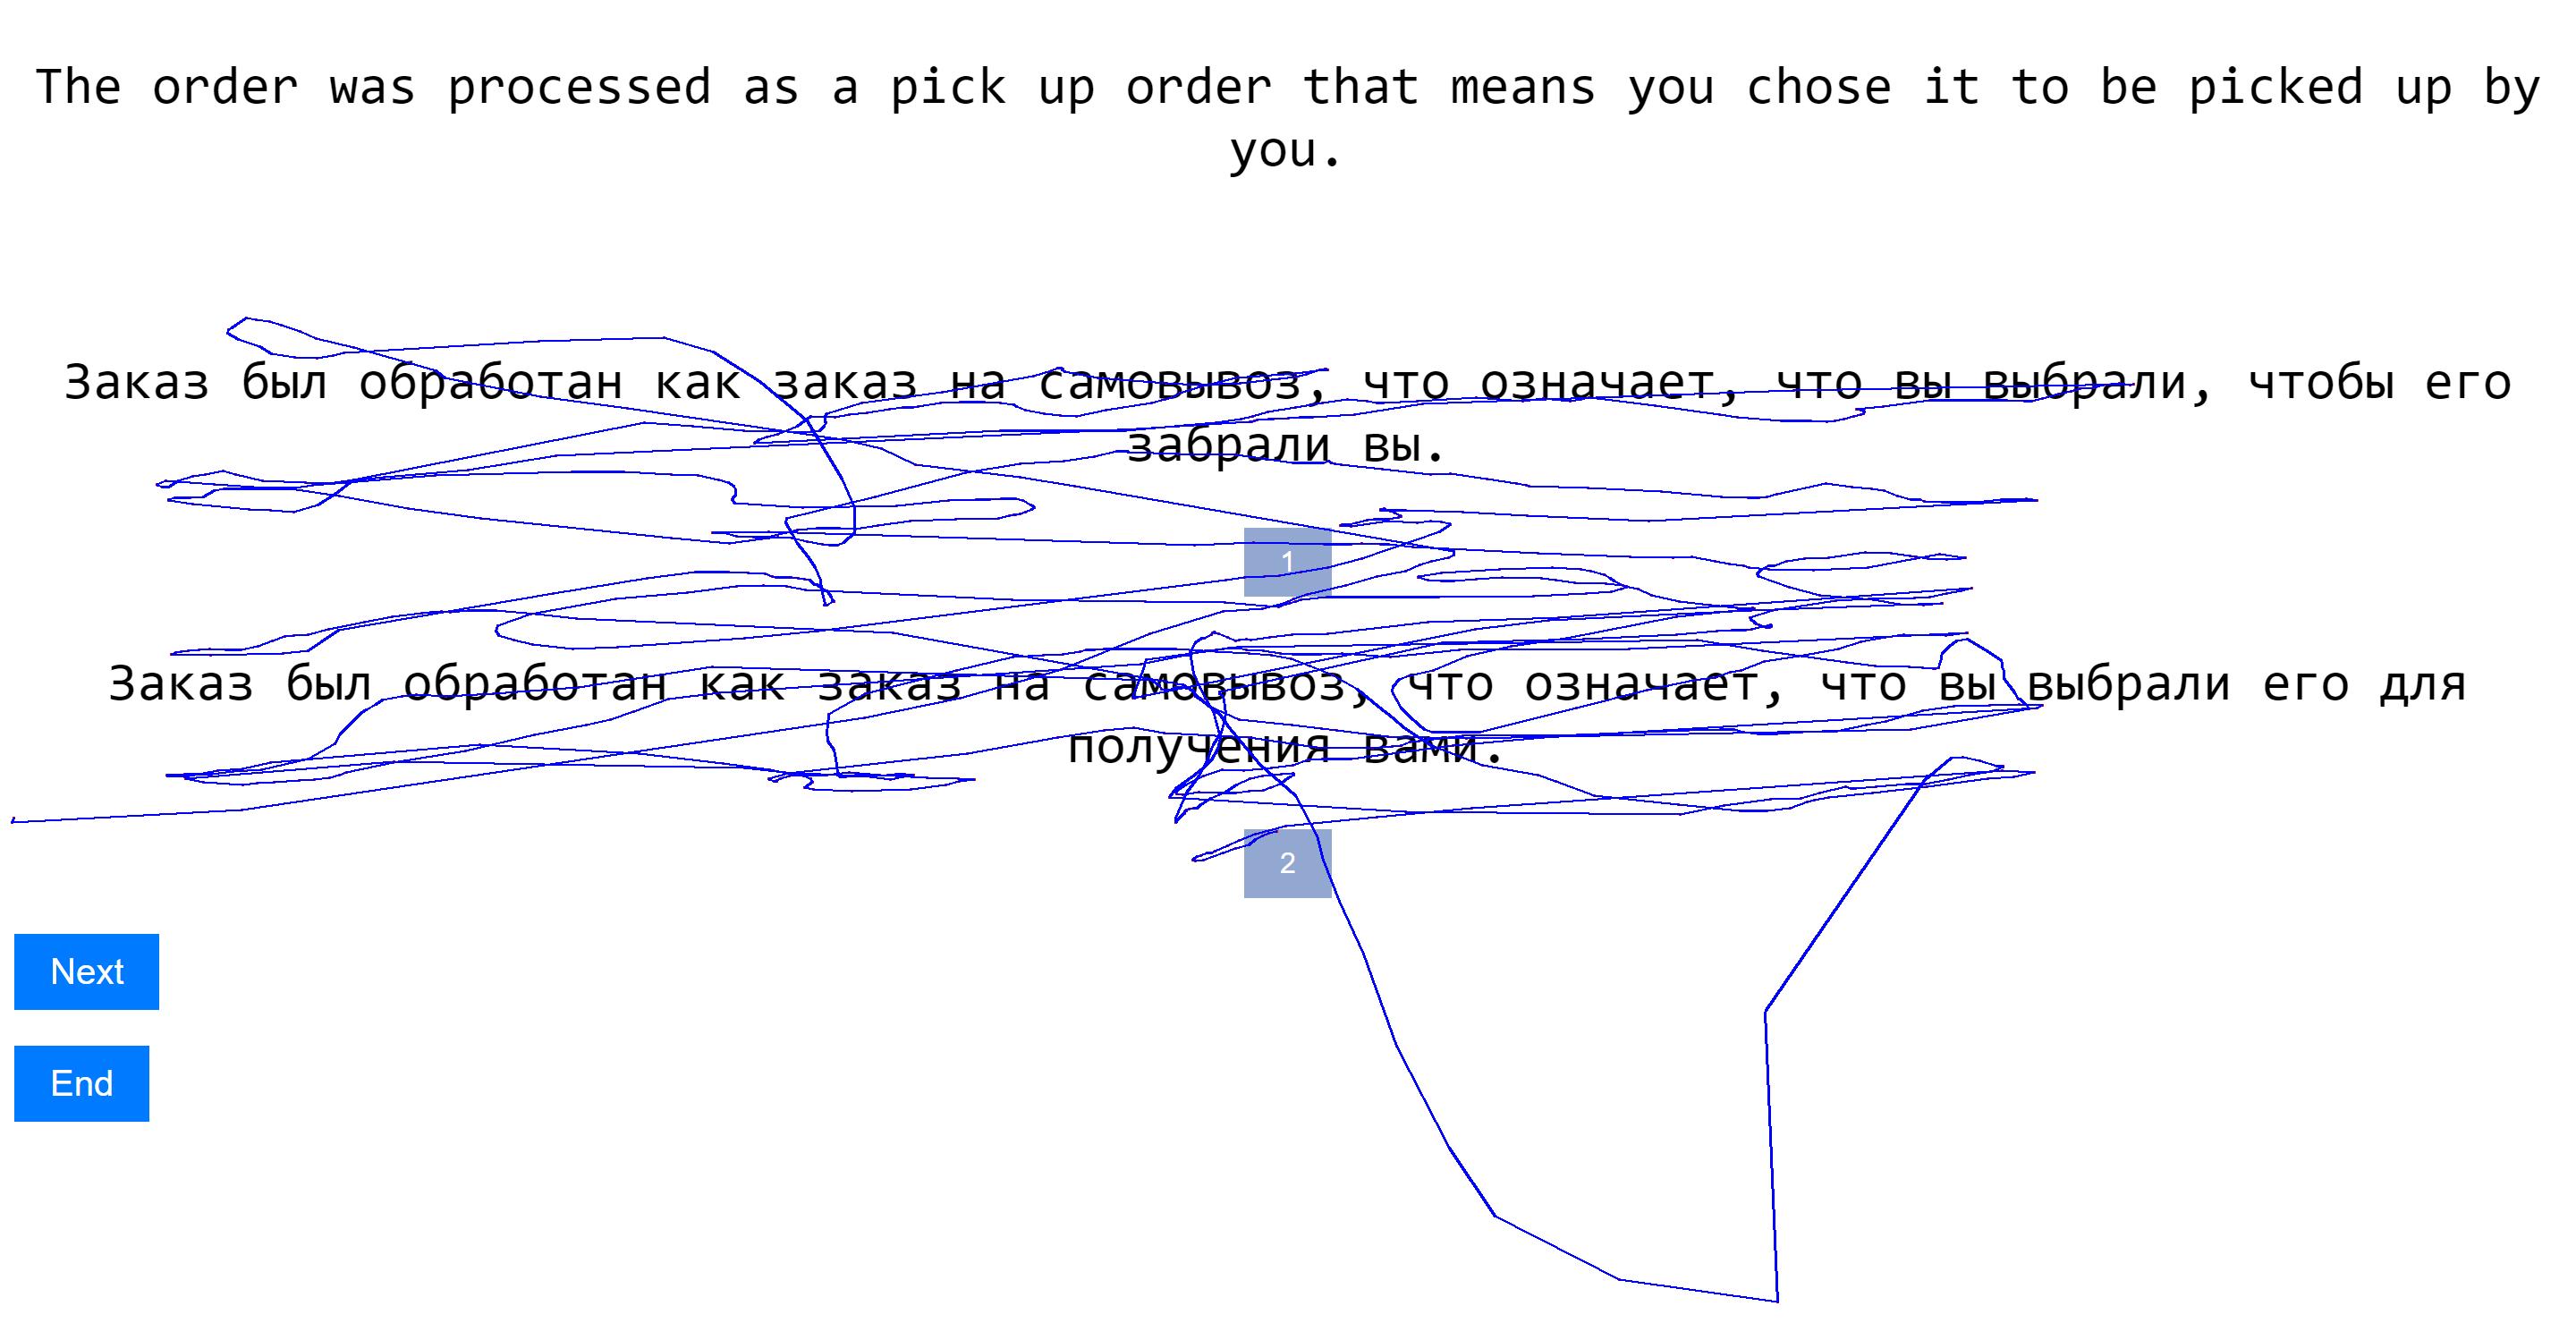 The order was processed as a pick up order that means you chose it to be picked up by
you.
Заказ был обработан как заказ на самовывоз, что означает, что вы выбрали, чтобы его
забрали вы.
1
Заказ был обработан как заказ на самовывоз, что означает, что вы выбрали его для
получения вами.
2
Next
End